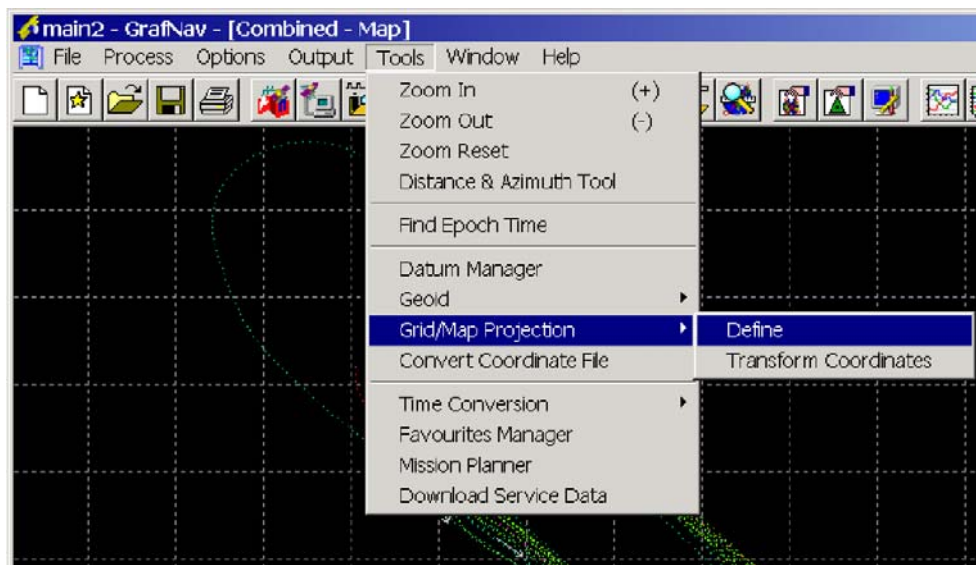 main2 - GrafNav - [Combined - Map]
File Process Options Output Tools Window Help
Zoom In (+)
Zoom Out (-)
Zoom Reset
Distance & Azimuth Tool
Find Epoch Time
Datum Manager
Geoid
Grid/Map Projection
Define
Convert Coordinate File
Transform Coordinates
Time Conversion
Favourites Manager
Mission Planner
Download Service Data